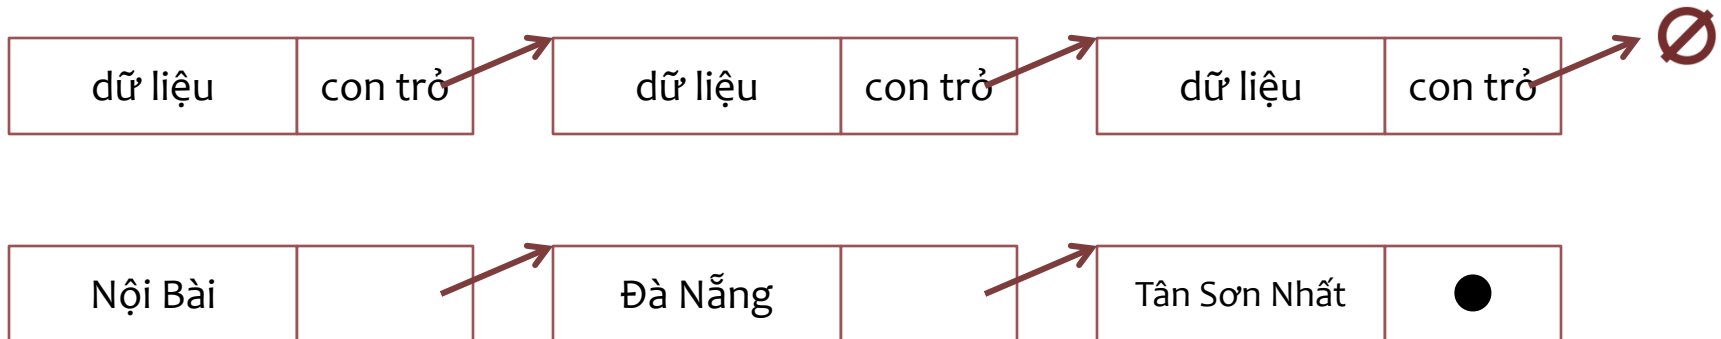 dữ liệu con trỏ dữ liệu con trỏ dữ liệu con trỏ
Nội Bài Đà Nẵng Tân Sơn Nhất